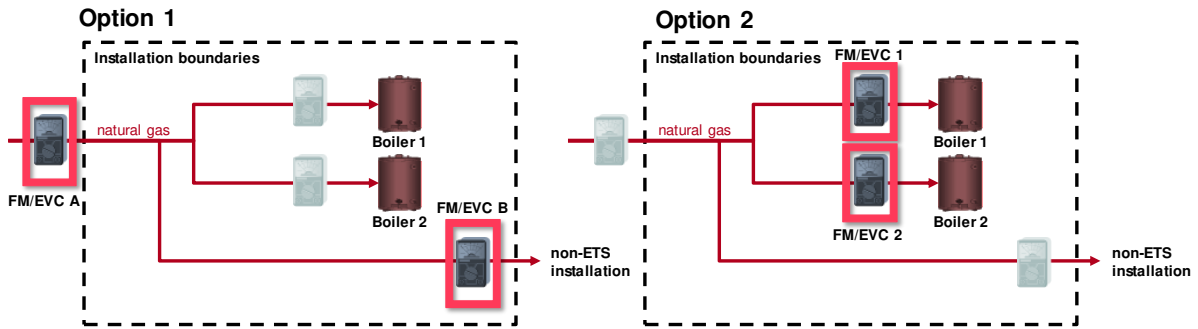 Option 1
Installation boundaries
natural gas
Boiler 1
FM/EVC A
Boiler 2
FM/EVC B
non-ETS
installation
Option 2
Installation boundaries
FM/EVC 1
natural gas
Boiler 1
Boiler 2
FM/EVC 2
non-ETS
installation